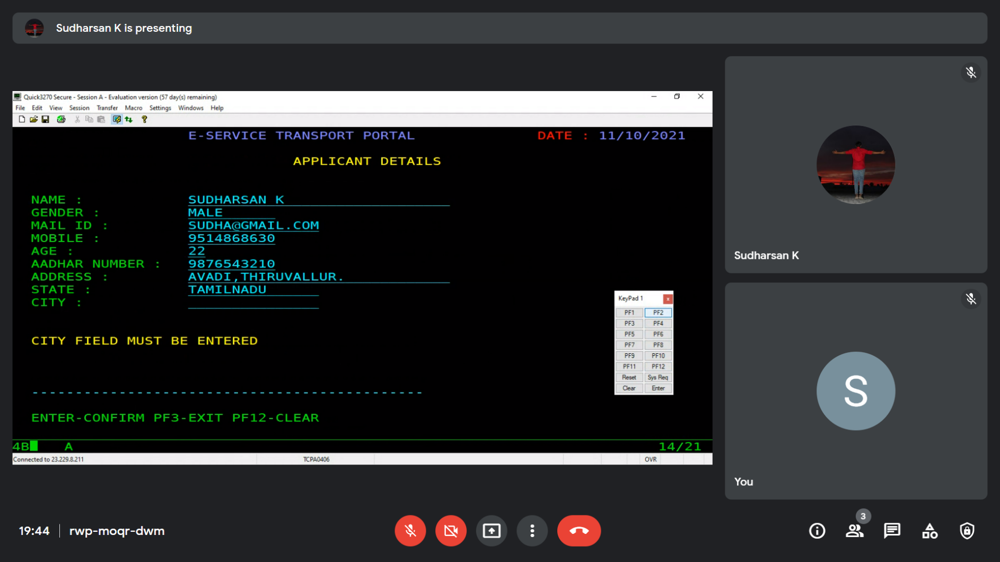 Sudharsan K is presenting
Quick3270 Secure - Session A - Evaluation version (57 day(s) remaining)
File Edit View Session Transfer Macro Settings Windows Help
E-SERVICE TRANSPORT PORTAL DATE : 11/10/2021
APPLICANT DETAILS
NAME : SUDHARSAN K
GENDER : MALE
MAIL ID : SUDHA@GMAIL.COM
MOBILE : 9514868630
AGE : 22
AADHAR NUMBER : 9876543210
ADDRESS : AVADI,THIRUVALLUR.
STATE : TAMILNADU
CITY :
CITY FIELD MUST BE ENTERED
---------------------------------------------
ENTER-CONFIRM PF3-EXIT PF12-CLEAR
4B A 14/21
Connected to 23.229.8.211 TCPA0406 OVR
KeyPad 1 x
PF1 PF2
PF3 PF4
PF5 PF6
PF7 PF8
PF9 PF10
PF11 PF12
Reset Sys Req
Clear Enter
Sudharsan K
S
You
19:44 rwp-moqr-dwm
3